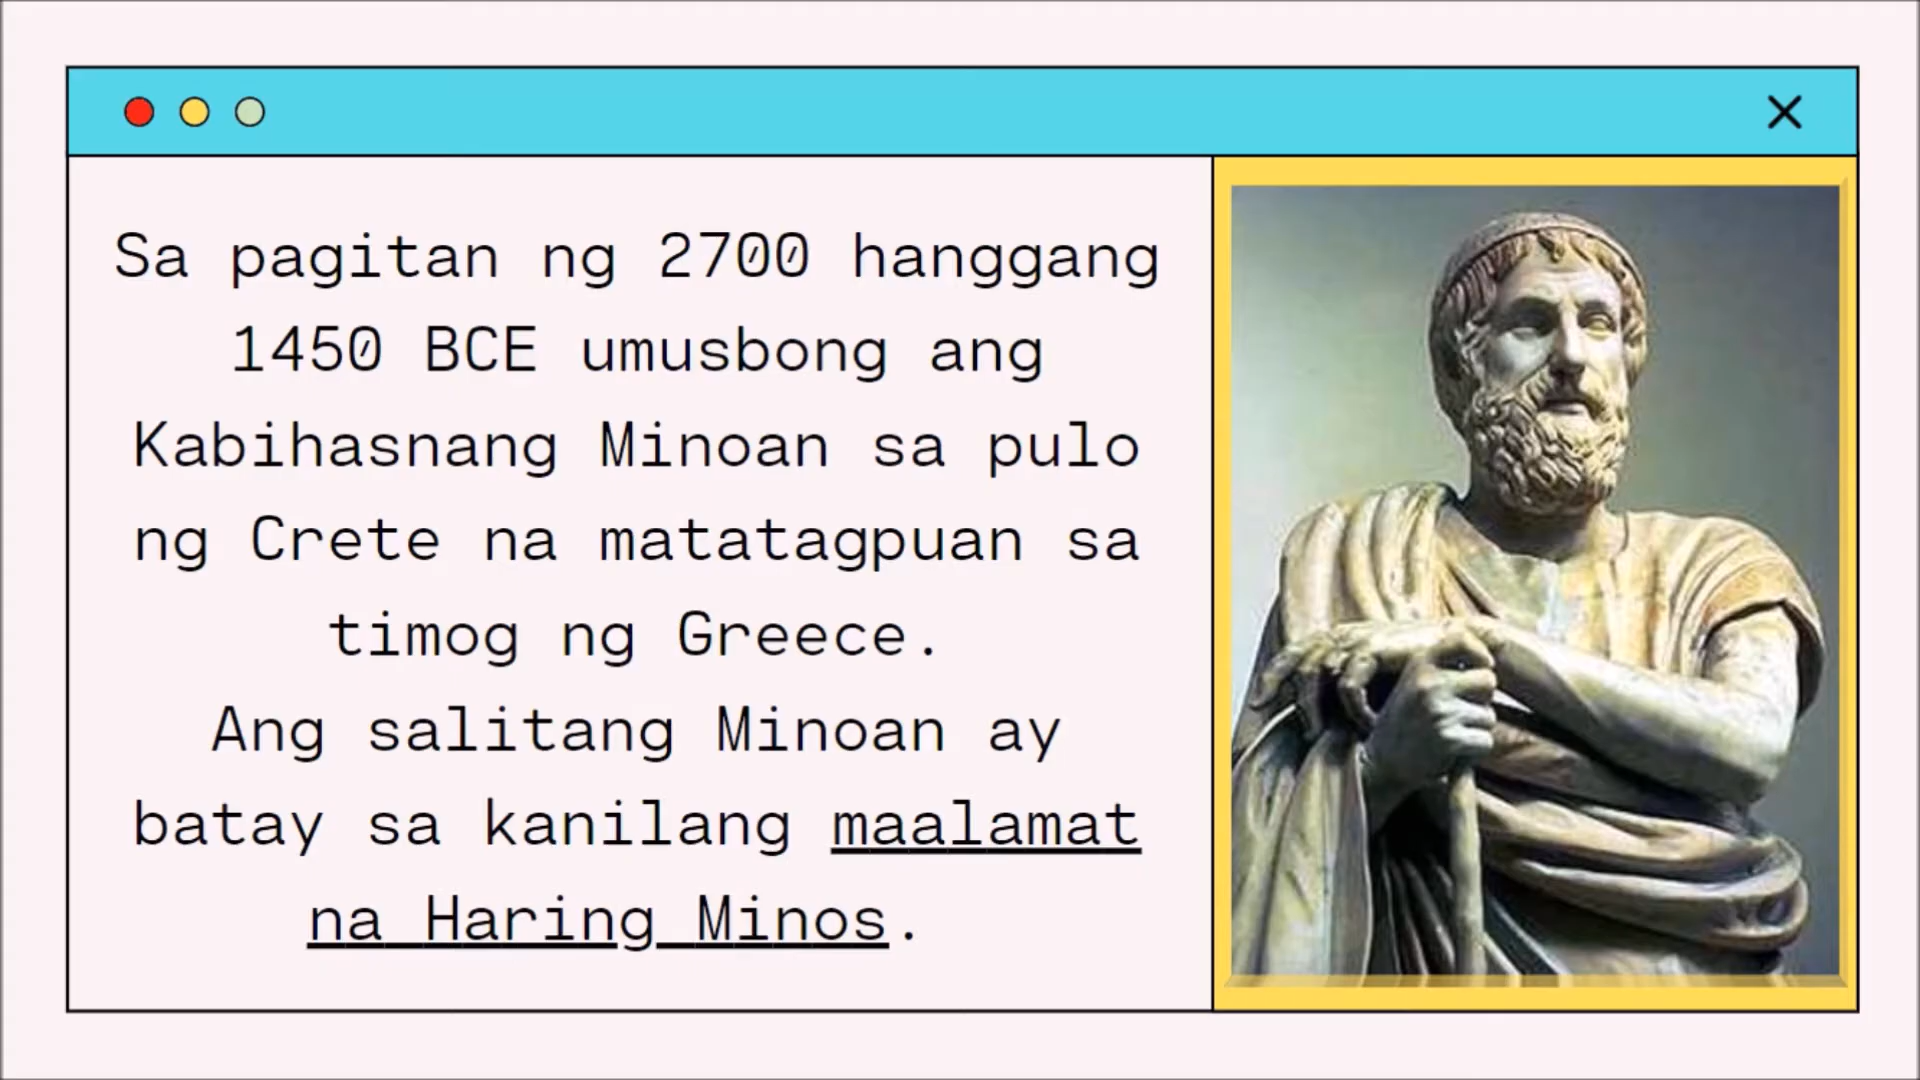 Sa pagitan ng 2700 hanggang
1450 BCE umusbong ang
Kabihasnang Minoan sa pulo
ng Crete na matatagpuan sa
timog ng Greece.
Ang salitang Minoan ay
batay sa kanilang maalamat
na Haring Minos.